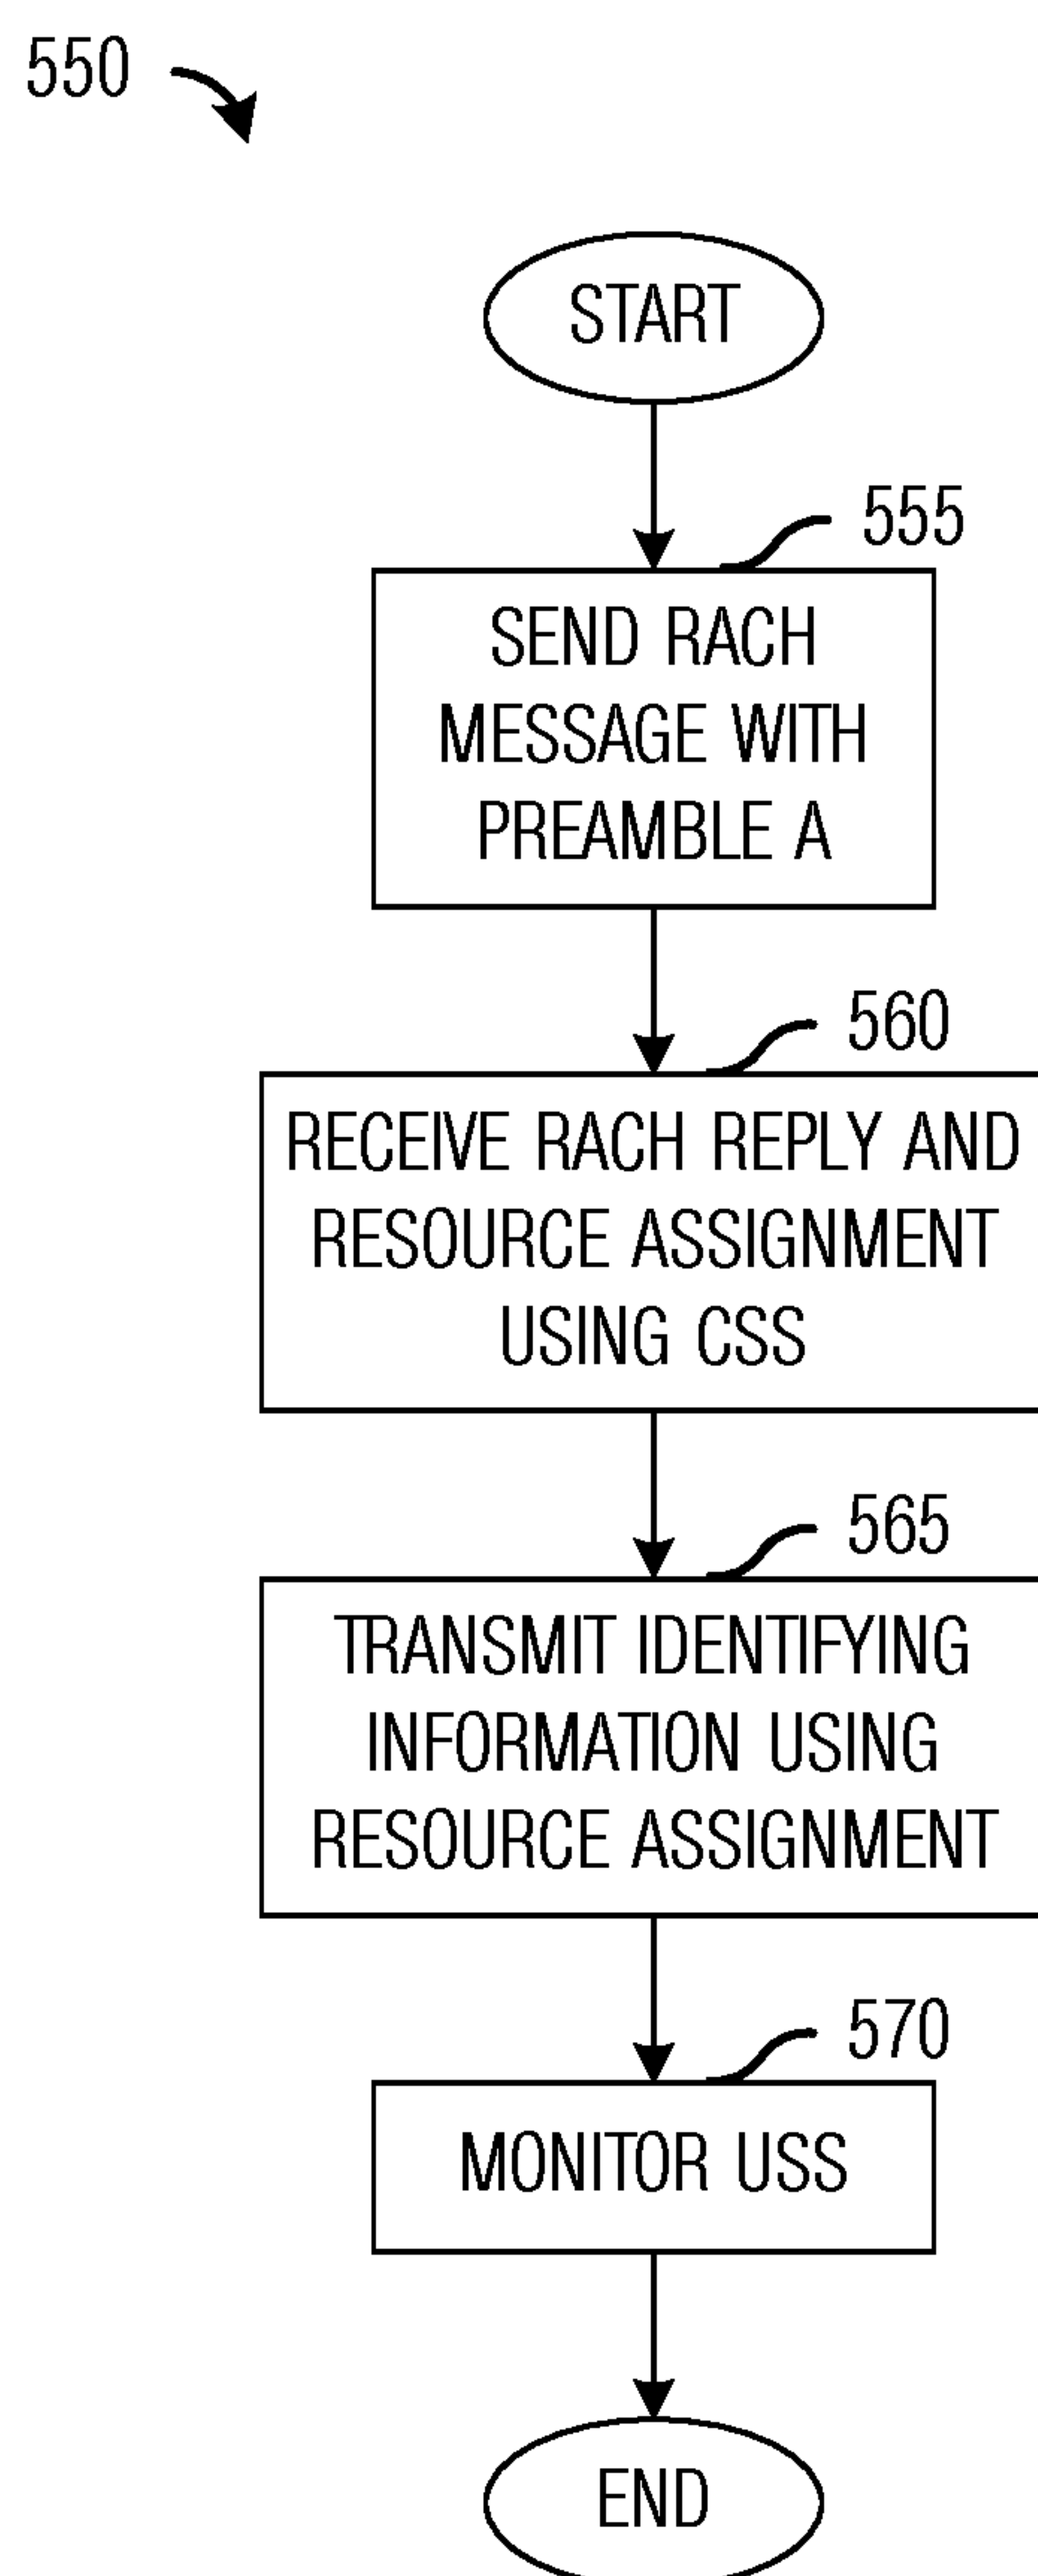 550
START
555
SEND RACH
MESSAGE WITH
PREAMBLE A
560
RECEIVE RACH REPLY AND
RESOURCE ASSIGNMENT
USING CSS
565
TRANSMIT IDENTIFYING
INFORMATION USING
RESOURCE ASSIGNMENT
570
MONITOR USS
END